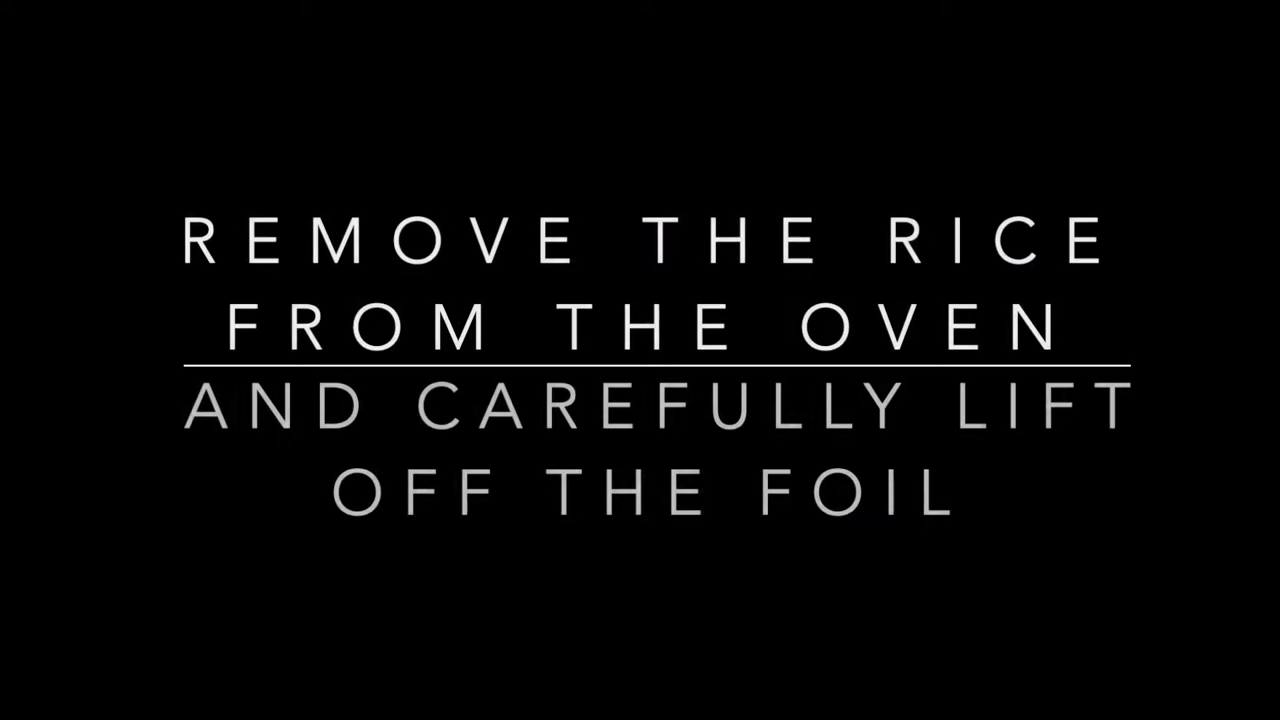 REMOVE THE RICE
FROM THE OVEN
AND CAREFULLY LIFT
OFF THE FOIL